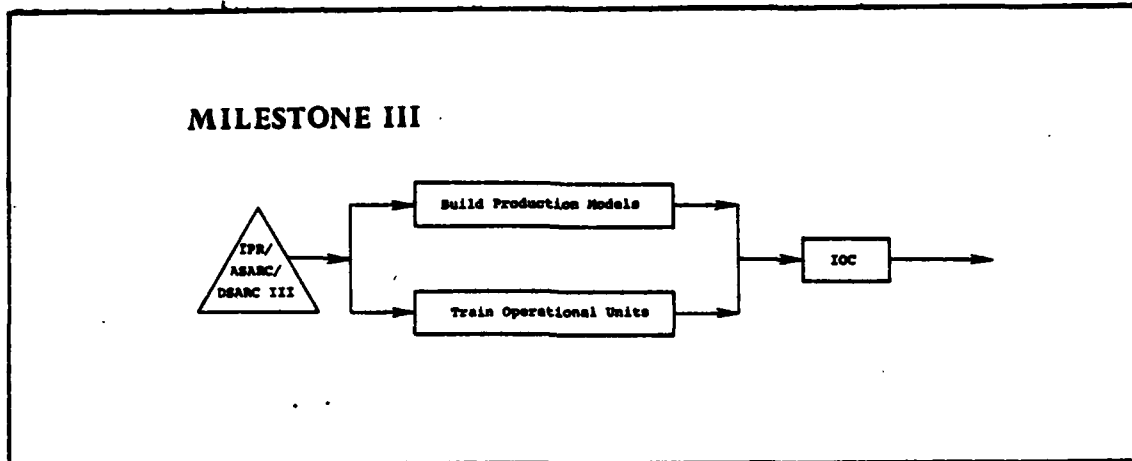 MILESTONE III
Build Production Models
IPR/
ASARC/
DSARC III
IOC
Train Operational Units